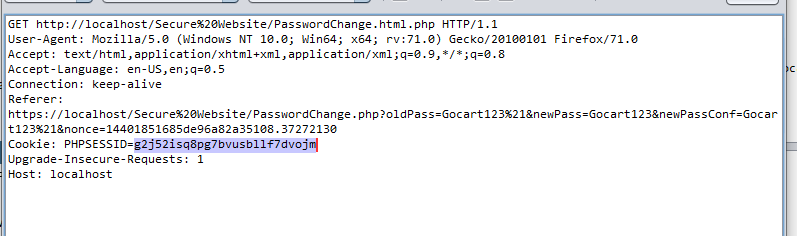 GET http://localhost/Secure%20Website/PasswordChange.html.php HTTP/1.1
User-Agent: Mozilla/5.0 (Windows NT 10.0; Win64; x64; rv:71.0) Gecko/20100101 Firefox/71.0
Accept: text/html,application/xhtml+xml,application/xml;q=0.9,*/*;q=0.8
Accept-Language: en-US,en;q=0.5
Connection: keep-alive
Referer:
https://localhost/Secure%20Website/PasswordChange.php?oldPass=Gocart123%21&newPass=Gocart123&newPassConf=Gocar
t123%21&nonce=14401851685de96a82a35108.37272130
Cookie: PHPSESSID=g2j52isq8pg7bvusbllf7dvojm
Upgrade-Insecure-Requests: 1
Host: localhost